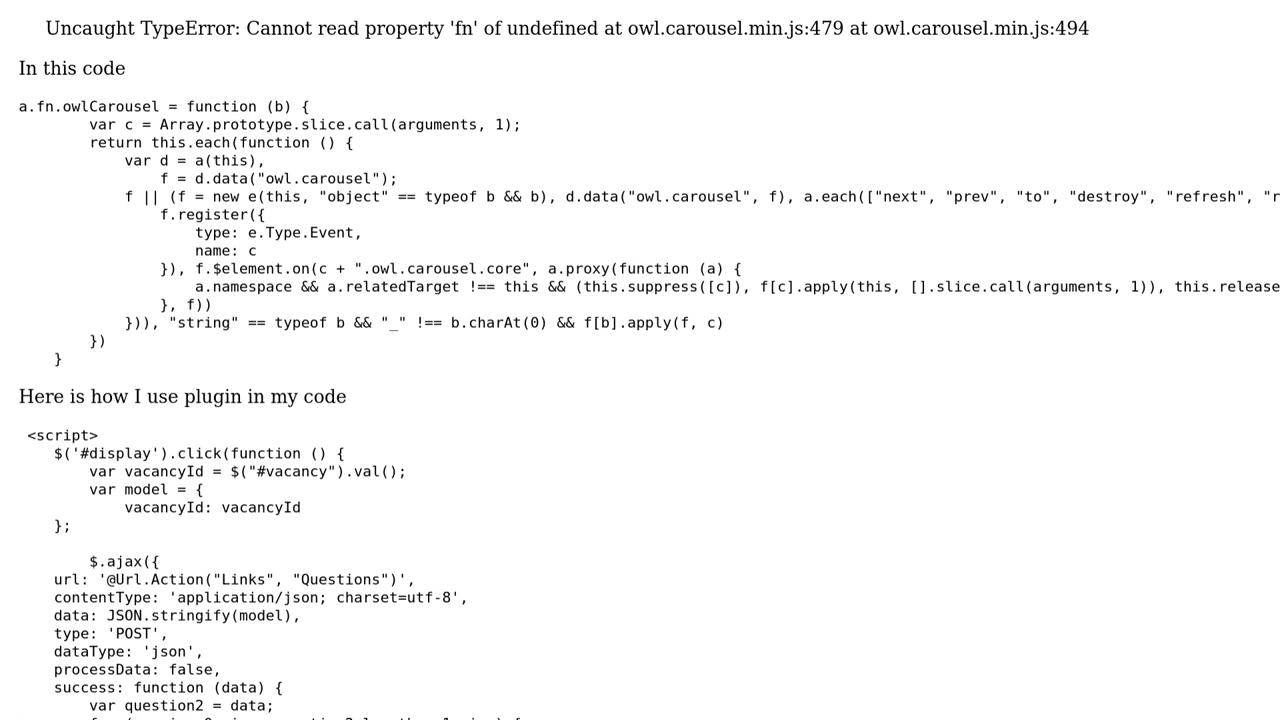 Uncaught TypeError: Cannot read property 'fn' of undefined at owl.carousel.min.js:479 at owl.carousel.min.js:494
In this code
a.fn.owlCarousel = function (b) {
        var c = Array.prototype.slice.call(arguments, 1);
        return this.each(function () {
            var d = a(this),
                f = d.data("owl.carousel");
            f || (f = new e(this, "object" == typeof b && b), d.data("owl.carousel", f), a.each(["next", "prev", "to", "destroy", "refresh", "r
                f.register({
                    type: e.Type.Event,
                    name: c
                }), f.$element.on(c + ".owl.carousel.core", a.proxy(function (a) {
                    a.namespace && a.relatedTarget !== this && (this.suppress([c]), f[c].apply(this, [].slice.call(arguments, 1)), this.release
                }, f))
            })), "string" == typeof b && "_" !== b.charAt(0) && f[b].apply(f, c)
        })
    }
Here is how I use plugin in my code
 <script>
    $('#display').click(function () {
        var vacancyId = $("#vacancy").val();
        var model = {
            vacancyId: vacancyId
    };
        $.ajax({
    url: '@Url.Action("Links", "Questions")',
    contentType: 'application/json; charset=utf-8',
    data: JSON.stringify(model),
    type: 'POST',
    dataType: 'json',
    processData: false,
    success: function (data) {
        var question2 = data;